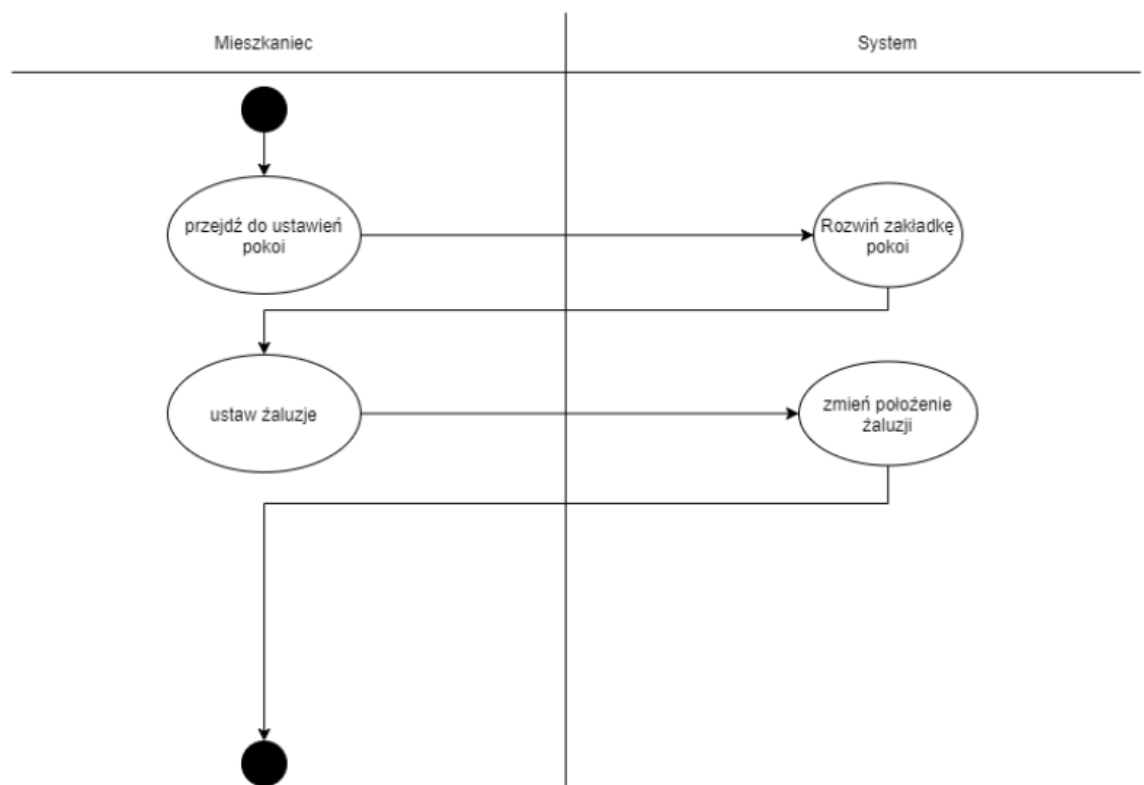 Mieszkaniec
System
przejdź do ustawień
pokoi
Rozwiń zakładkę
pokoi
ustaw żaluzje
zmień położenie
żaluzji